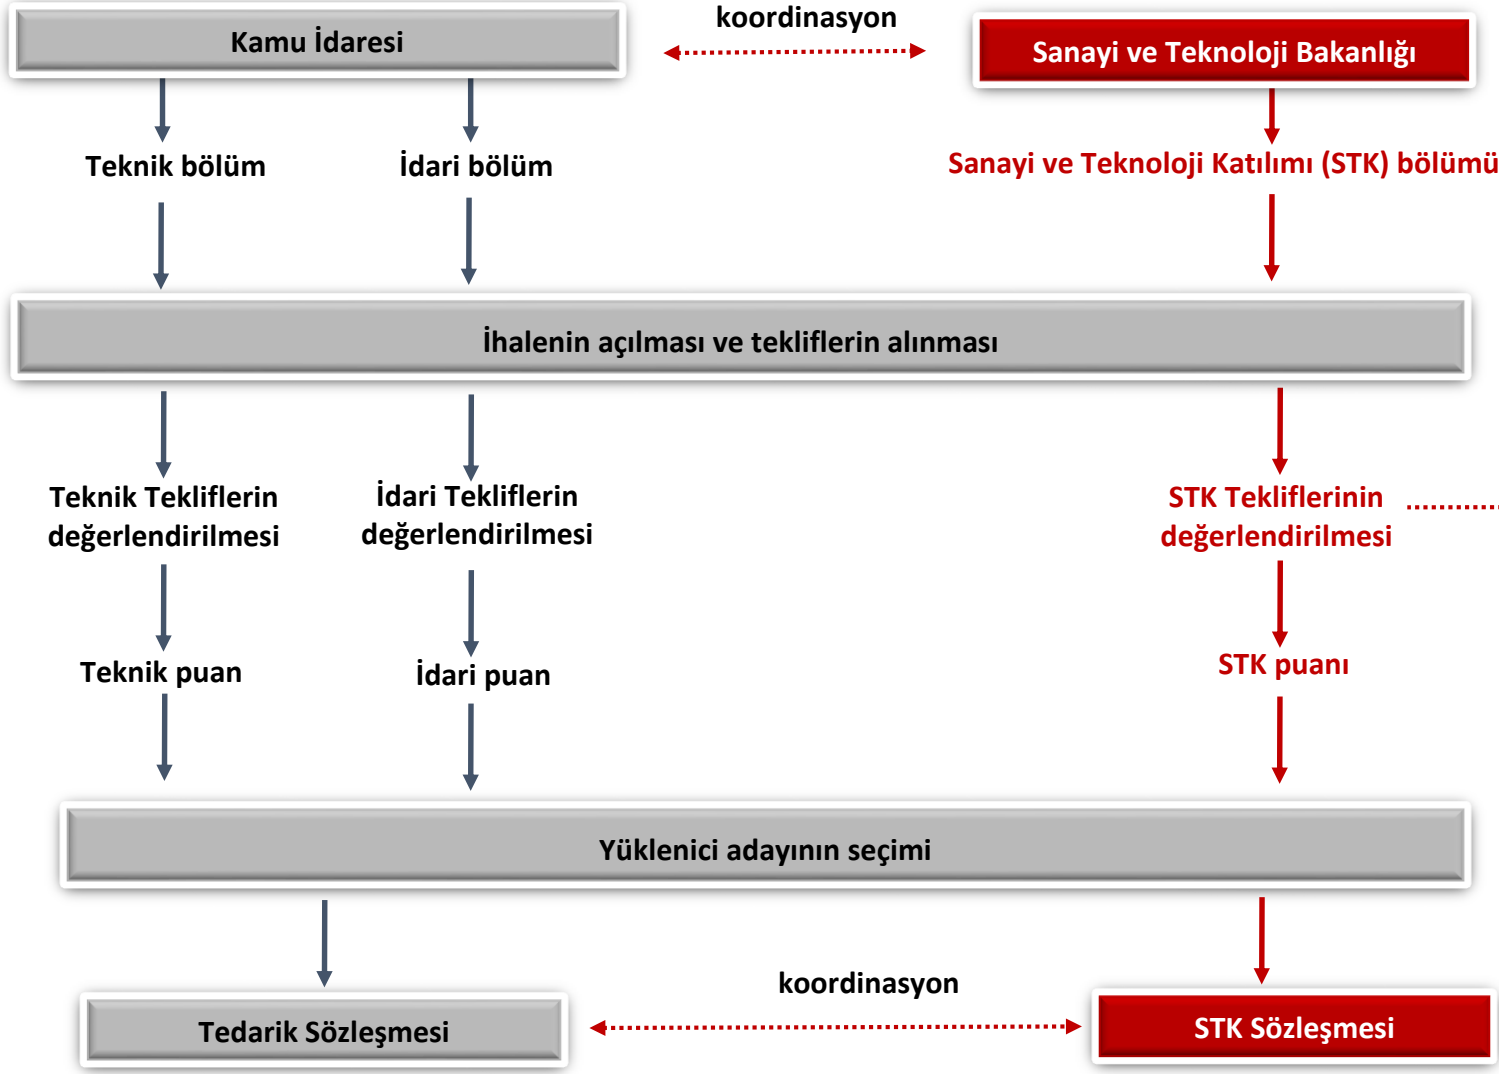 koordinasyon
Kamu İdaresi
Sanayi ve Teknoloji Bakanlığı
Teknik bölüm
İdari bölüm
Sanayi ve Teknoloji Katılımı (STK) bölümü
İhalenin açılması ve tekliflerin alınması
Teknik Tekliflerin
değerlendirilmesi
İdari Tekliflerin
değerlendirilmesi
STK Tekliflerinin
değerlendirilmesi
Teknik puan
İdari puan
STK puanı
Yüklenici adayının seçimi
koordinasyon
Tedarik Sözleşmesi
STK Sözleşmesi